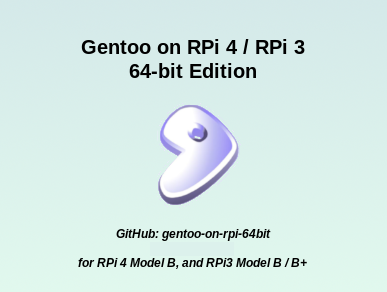 Gentoo on RPi 4 / RPi 3
64-bit Edition
GitHub: gentoo-on-rpi-64bit
for RPi 4 Model B, and RPi3 Model B / B+